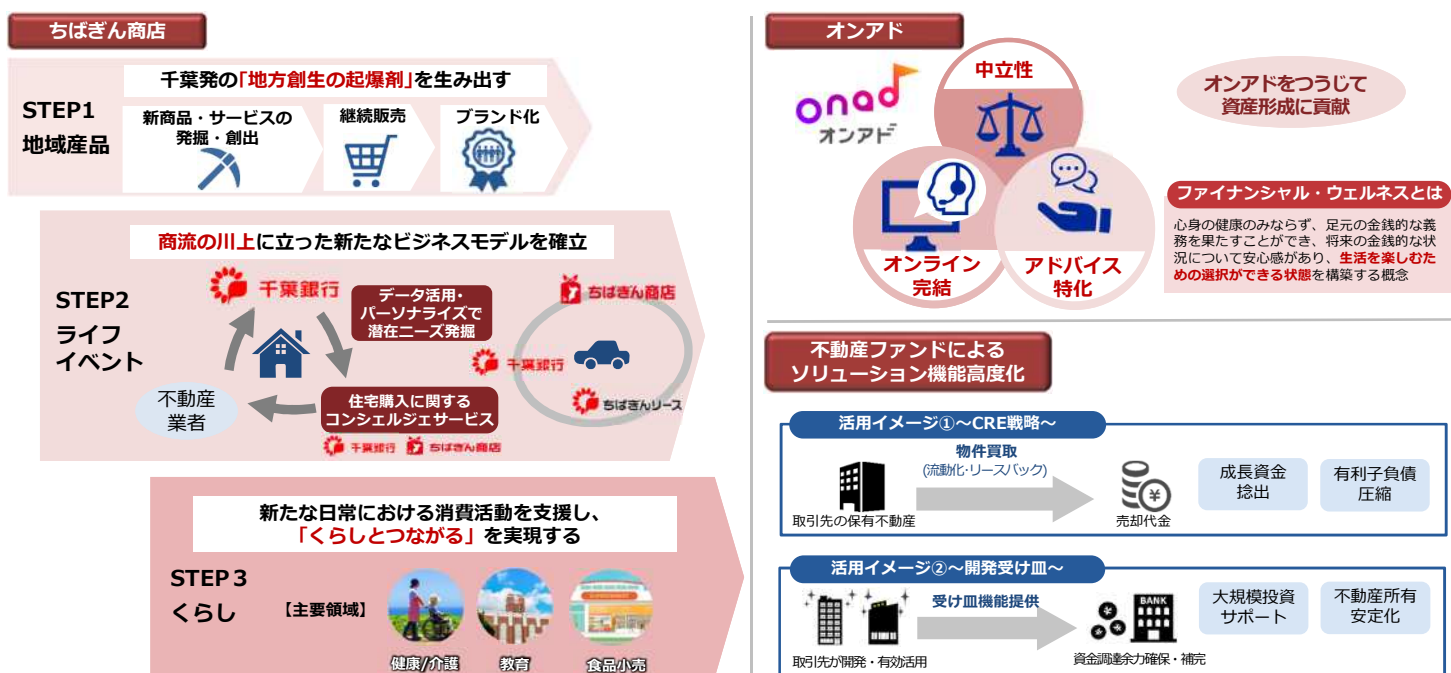 ちばぎん商店
千葉発の「地方創生の起爆剤」を生み出す
STEP1
地域産品
新商品・サービスの
発掘・創出
継続販売
ブランド化
商流の川上に立った新たなビジネスモデルを確立
STEP2
ライフ
イベント
千葉銀行
データ活用・
パーソナライズで
潜在ニーズ発掘
不動産
業者
住宅購入に関する
コンシェルジェサービス
千葉銀行 ちばぎん商店
ちばぎん商店
千葉銀行
ちばぎんリース
新たな日常における消費活動を支援し、
「くらしとつながる」を実現する
STEP3
くらし
【主要領域】
健康/介護
教育
食品小売
オンアド
onad
オンアド
中立性
オンライン
完結
アドバイス
特化
オンアドをつうじて
資産形成に貢献
ファイナンシャル・ウェルネスとは
心身の健康のみならず、足元の金銭的な義
務を果たすことができ、将来の金銭的な状
況について安心感があり、生活を楽しむた
めの選択ができる状態を構築する概念
不動産ファンドによる
ソリューション機能高度化
活用イメージ①～CRE戦略～
物件買取
(流動化・リースバック)
取引先の保有不動産
売却代金
成長資金
捻出
有利子負債
圧縮
活用イメージ②～開発受け皿～
受け皿機能提供
取引先が開発・有効活用
BANK
資金調達余力確保・補完
大規模投資
サポート
不動産所有
安定化